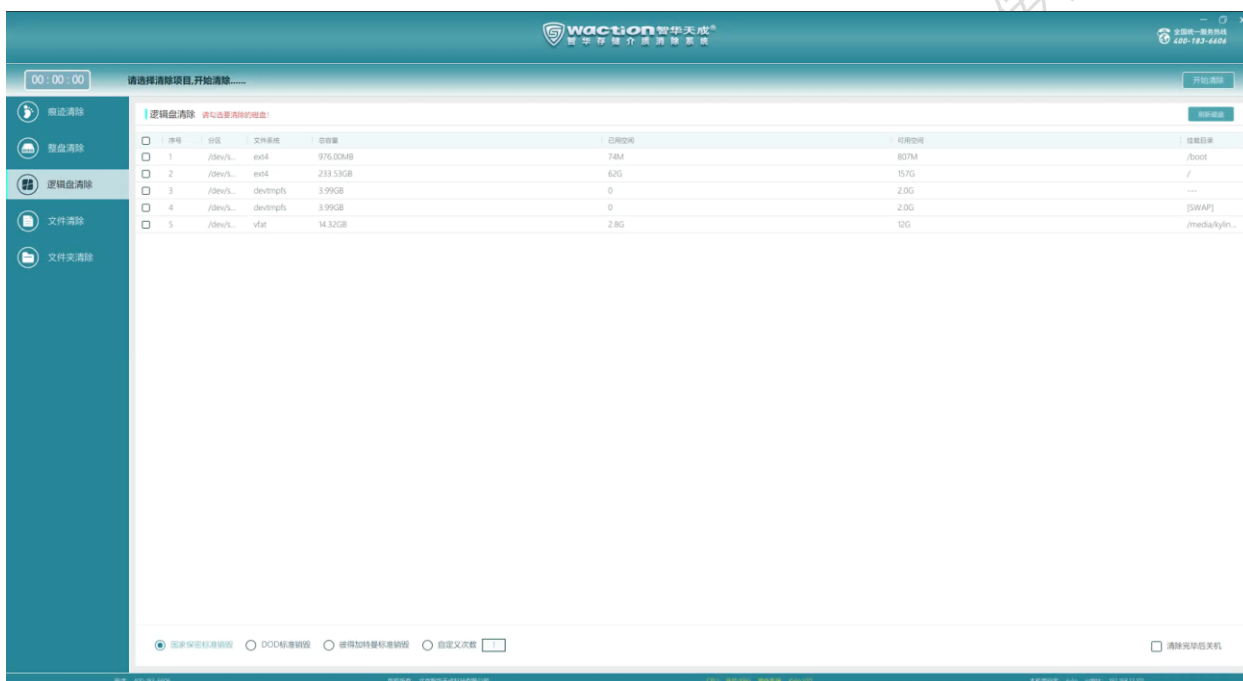 waction智华天成®
智华存储介质消除系统
全国统一服务热线
400-183-6606
00 : 00 : 00
请选择清除项目,开始清除......
开始清除
痕迹清除
整盘清除
逻辑盘清除
文件清除
文件夹清除
逻辑盘清除 请勾选要清除的磁盘!
刷新磁盘
序号 分区 文件系统 总容量 已用空间 可用空间 挂载目录
1 /dev/s... ext4 976.00MB 74M 807M /boot
2 /dev/s... ext4 233.53GB 62G 157G /
3 /dev/s... devtmpfs 3.99GB 0 2.0G ---
4 /dev/s... devtmpfs 3.99GB 0 2.0G [SWAP]
5 /dev/s... vfat 14.32GB 2.8G 12G /media/kylin...
国家保密标准销毁 DOD标准销毁 彼得加特曼标准销毁 自定义次数 1
清除完毕后关机